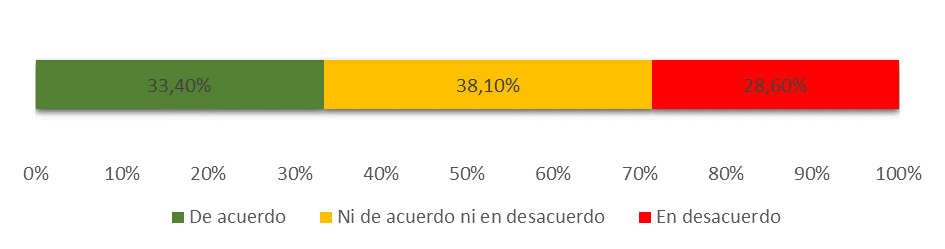 33,40% 38,10% 28,60%
0% 10% 20% 30% 40% 50% 60% 70% 80% 90% 100%
De acuerdo Ni de acuerdo ni en desacuerdo En desacuerdo